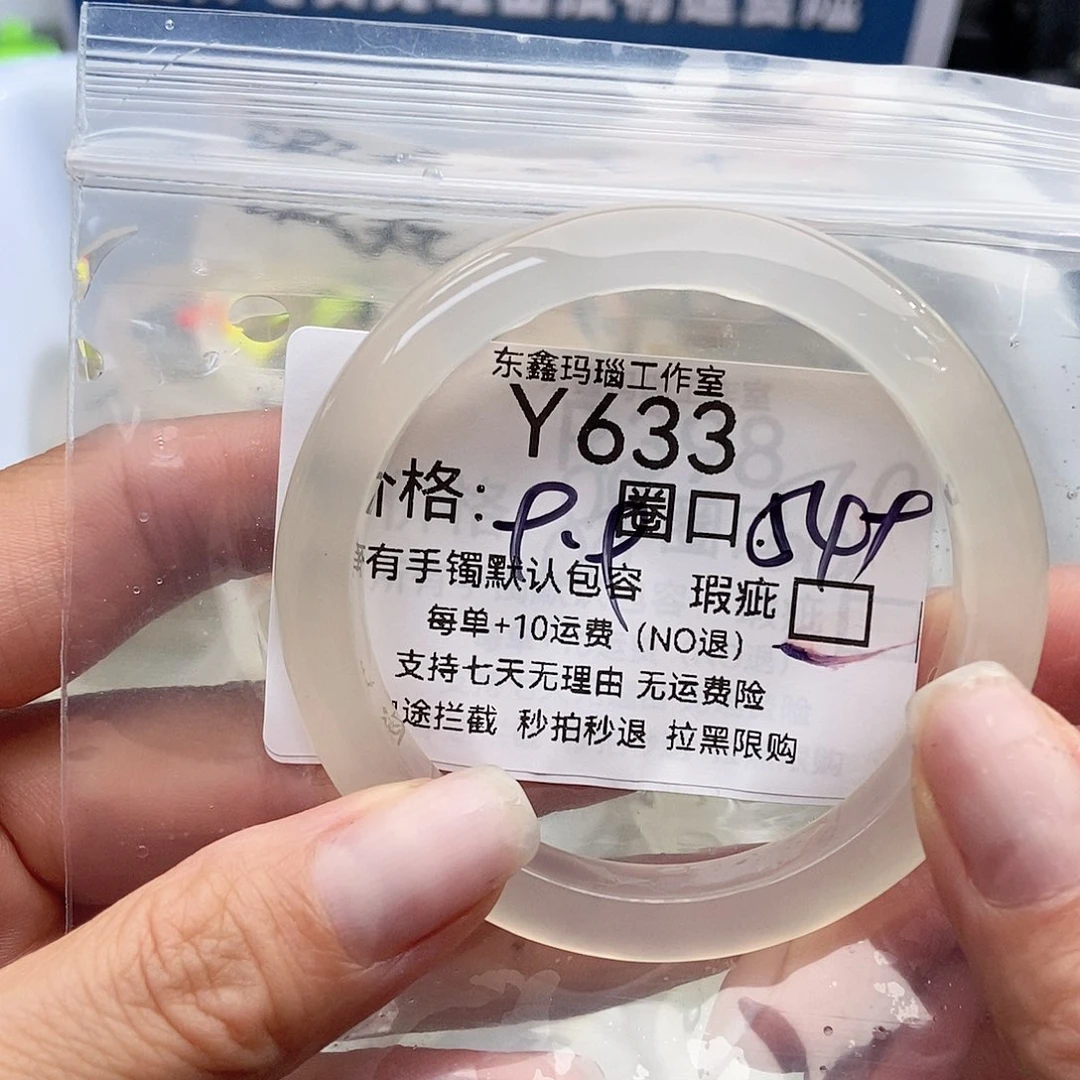 东鑫玛瑙工作室
Y633
价格: 9.9 圈口
所有手镯默认包容 瑕疵
每单+10运费（NO退）
支持七天无理由 无运费险
途拦截 秒拍秒退 拉黑限购